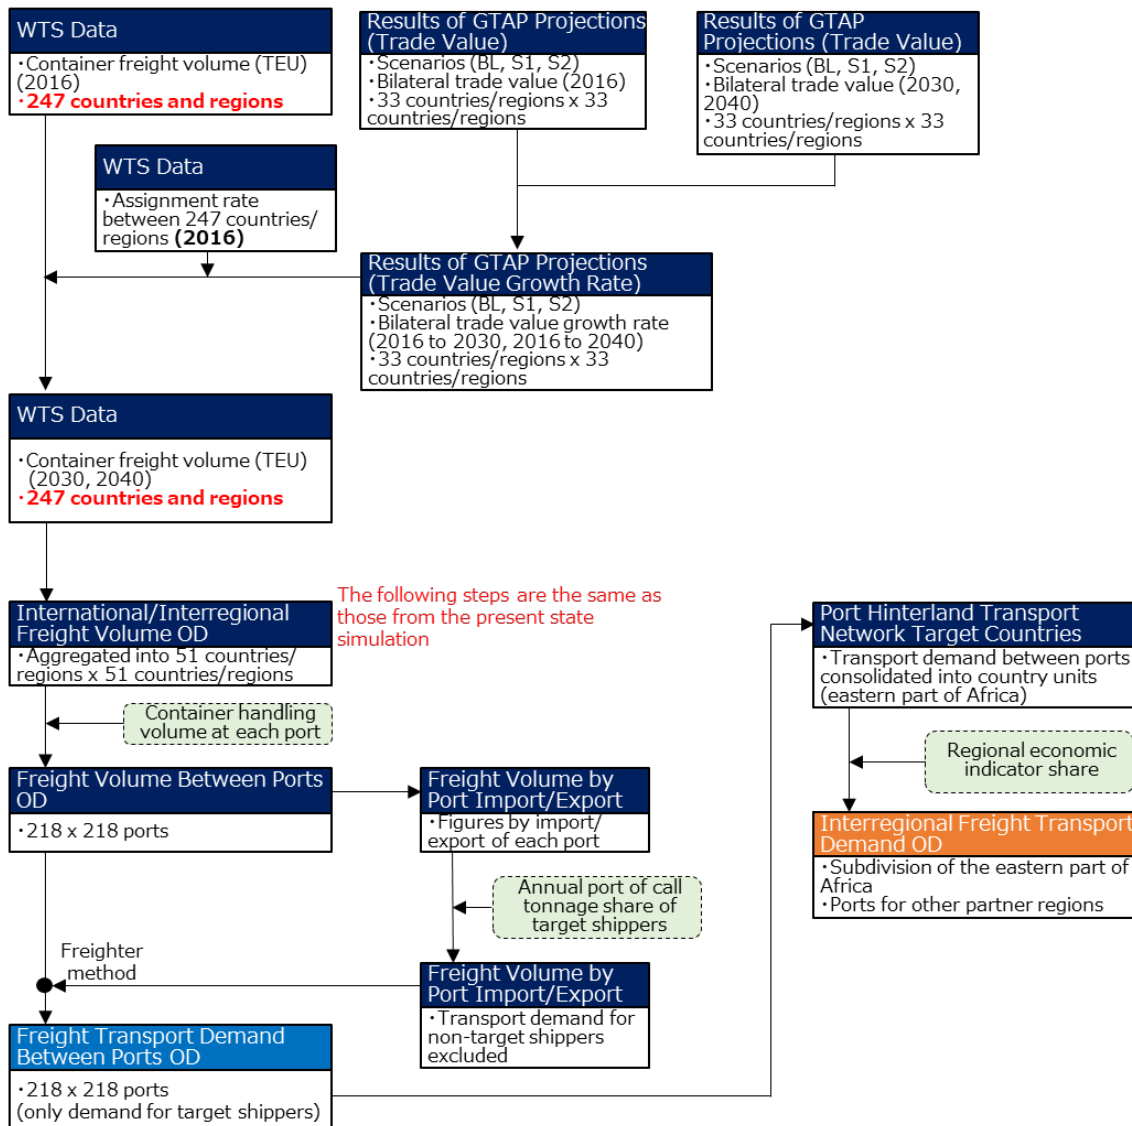 WTS Data
・Container freight volume (TEU)
(2016)
・247 countries and regions
Results of GTAP Projections
(Trade Value)
・Scenarios (BL, S1, S2)
・Bilateral trade value (2016)
・33 countries/regions x 33
countries/regions
Results of GTAP
Projections (Trade Value)
・Scenarios (BL, S1, S2)
・Bilateral trade value (2030,
2040)
・33 countries/regions x 33
countries/regions
WTS Data
・Assignment rate
between 247 countries/
regions (2016)
Results of GTAP Projections
(Trade Value Growth Rate)
・Scenarios (BL, S1, S2)
・Bilateral trade value growth rate
(2016 to 2030, 2016 to 2040)
・33 countries/regions x 33
countries/regions
WTS Data
・Container freight volume (TEU)
(2030, 2040)
・247 countries and regions
The following steps are the same as
those from the present state
simulation
International/Interregional
Freight Volume OD
・Aggregated into 51 countries/
regions x 51 countries/regions
Container handling
volume at each port
Freight Volume Between Ports
OD
・218 x 218 ports
Freight Volume by
Port Import/Export
・Figures by import/
export of each port
Annual port of call
tonnage share of
target shippers
Freighter
method
Freight Volume by
Port Import/Export
・Transport demand for
non-target shippers
excluded
Freight Transport Demand
Between Ports OD
・218 x 218 ports
(only demand for target shippers)
Port Hinterland Transport
Network Target Countries
・Transport demand between ports
consolidated into country units
(eastern part of Africa)
Regional economic
indicator share
Interregional Freight Transport
Demand OD
・Subdivision of the eastern part of
Africa
・Ports for other partner regions